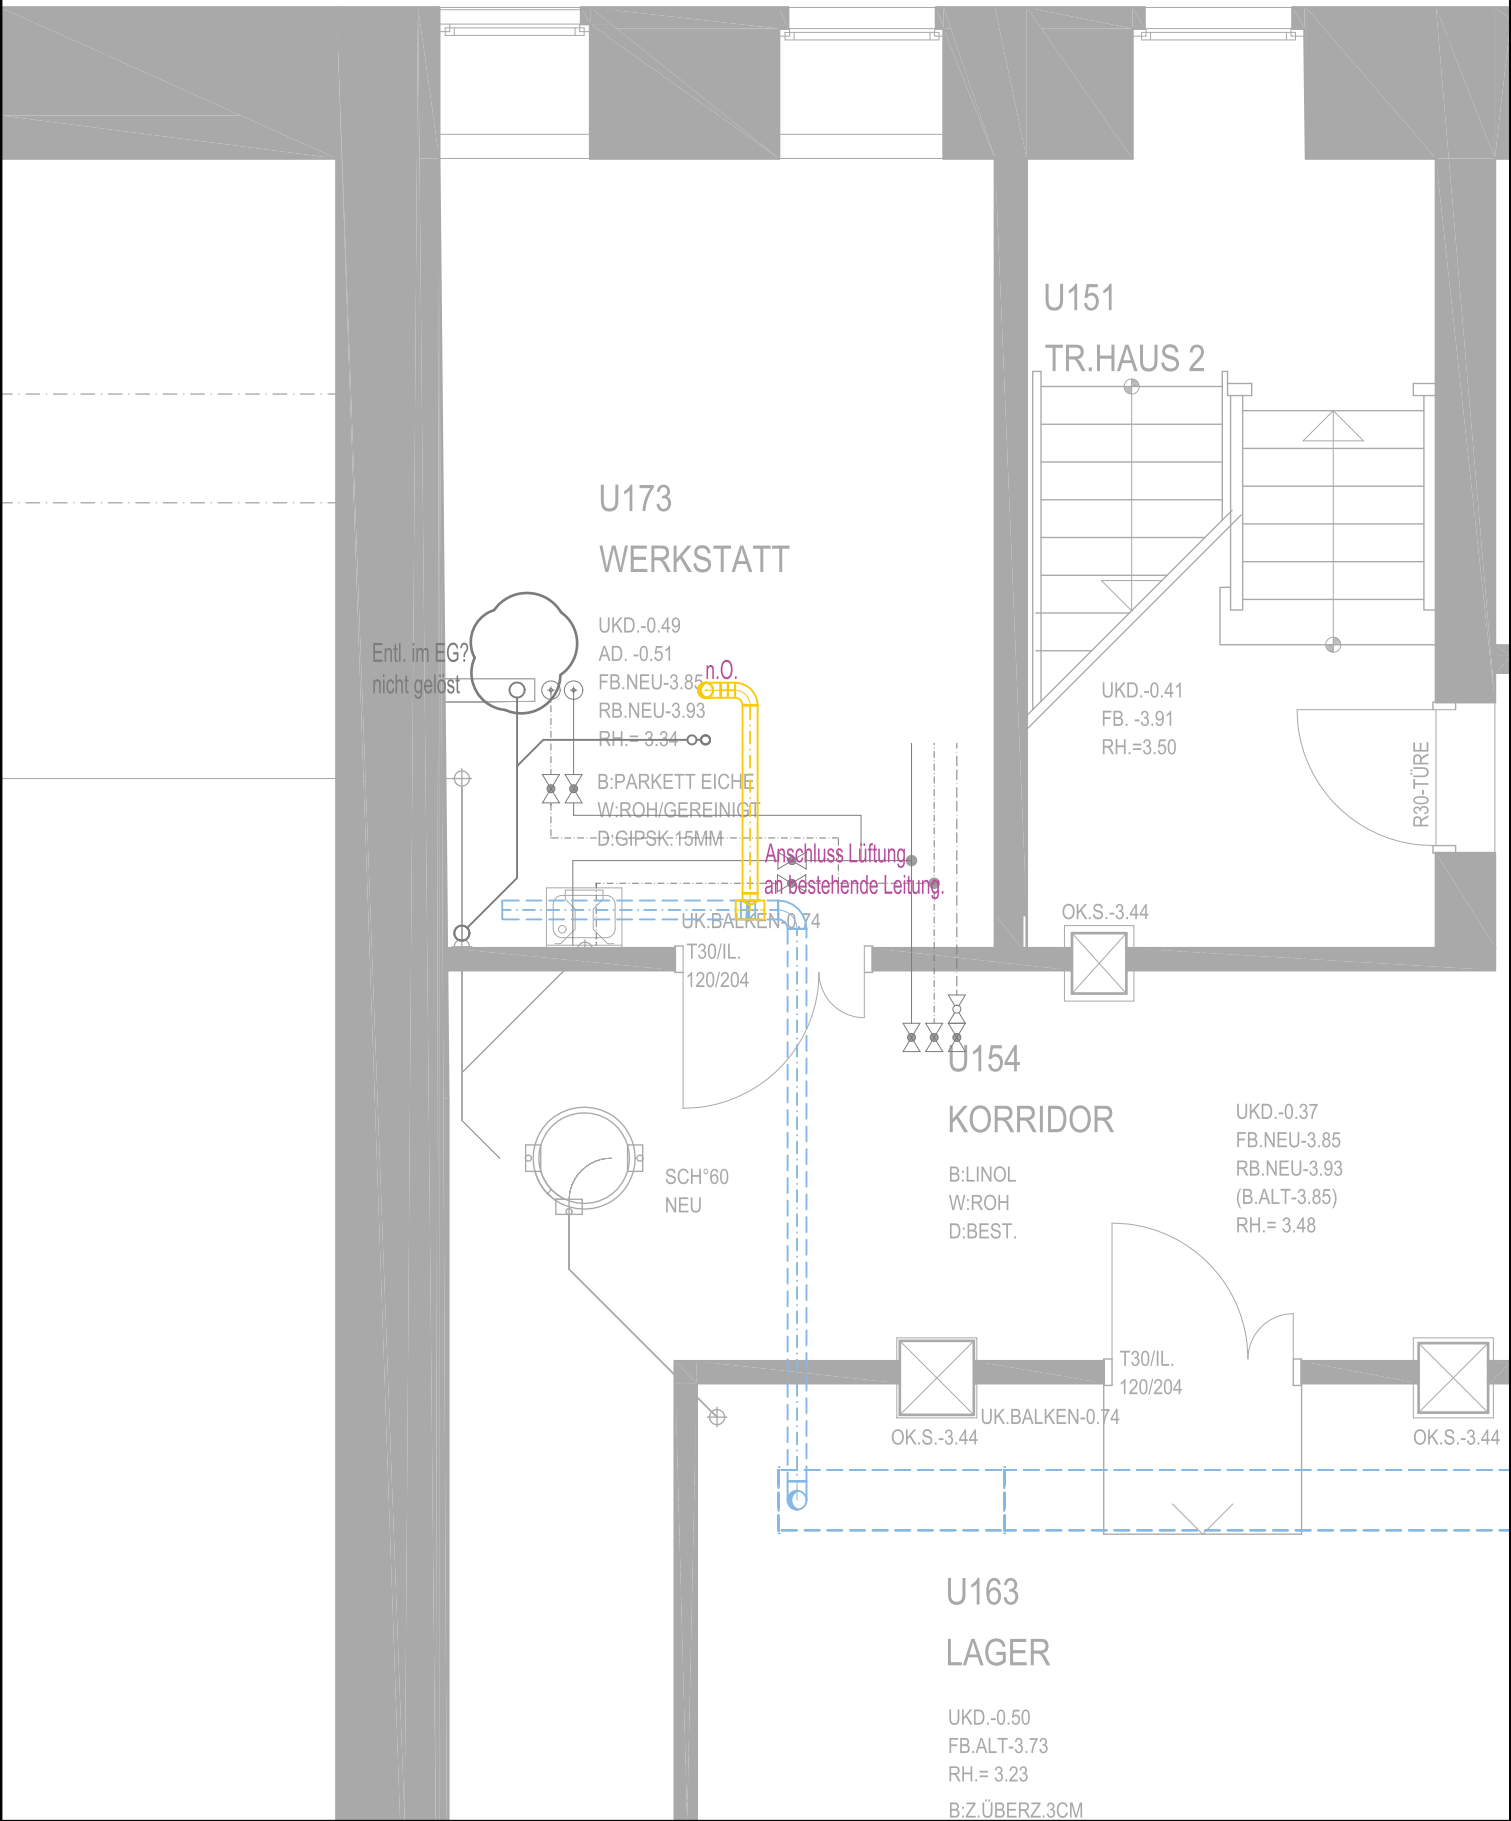 U151
TR.HAUS 2
U173
WERKSTATT
UKD.-0.49
AD. -0.51
FB.NEU-3.85
RB.NEU-3.93
RH.= 3.34
B:PARKETT EICHE
W:ROH/GEREINIGT
D:GIPSK.15MM
Entl. im EG?
nicht gelöst
n.O.
UKD.-0.41
FB. -3.91
RH.=3.50
R30-TÜRE
Anschluss Lüftung
an bestehende Leitung.
UK.BALKEN-0.74
T30/IL.
120/204
OK.S.-3.44
U154
KORRIDOR
B:LINOL
W:ROH
D:BEST.
UKD.-0.37
FB.NEU-3.85
RB.NEU-3.93
(B.ALT-3.85)
RH.= 3.48
SCH°60
NEU
T30/IL.
120/204
UK.BALKEN-0.74
OK.S.-3.44
OK.S.-3.44
U163
LAGER
UKD.-0.50
FB.ALT-3.73
RH.= 3.23
B:Z.ÜBERZ.3CM